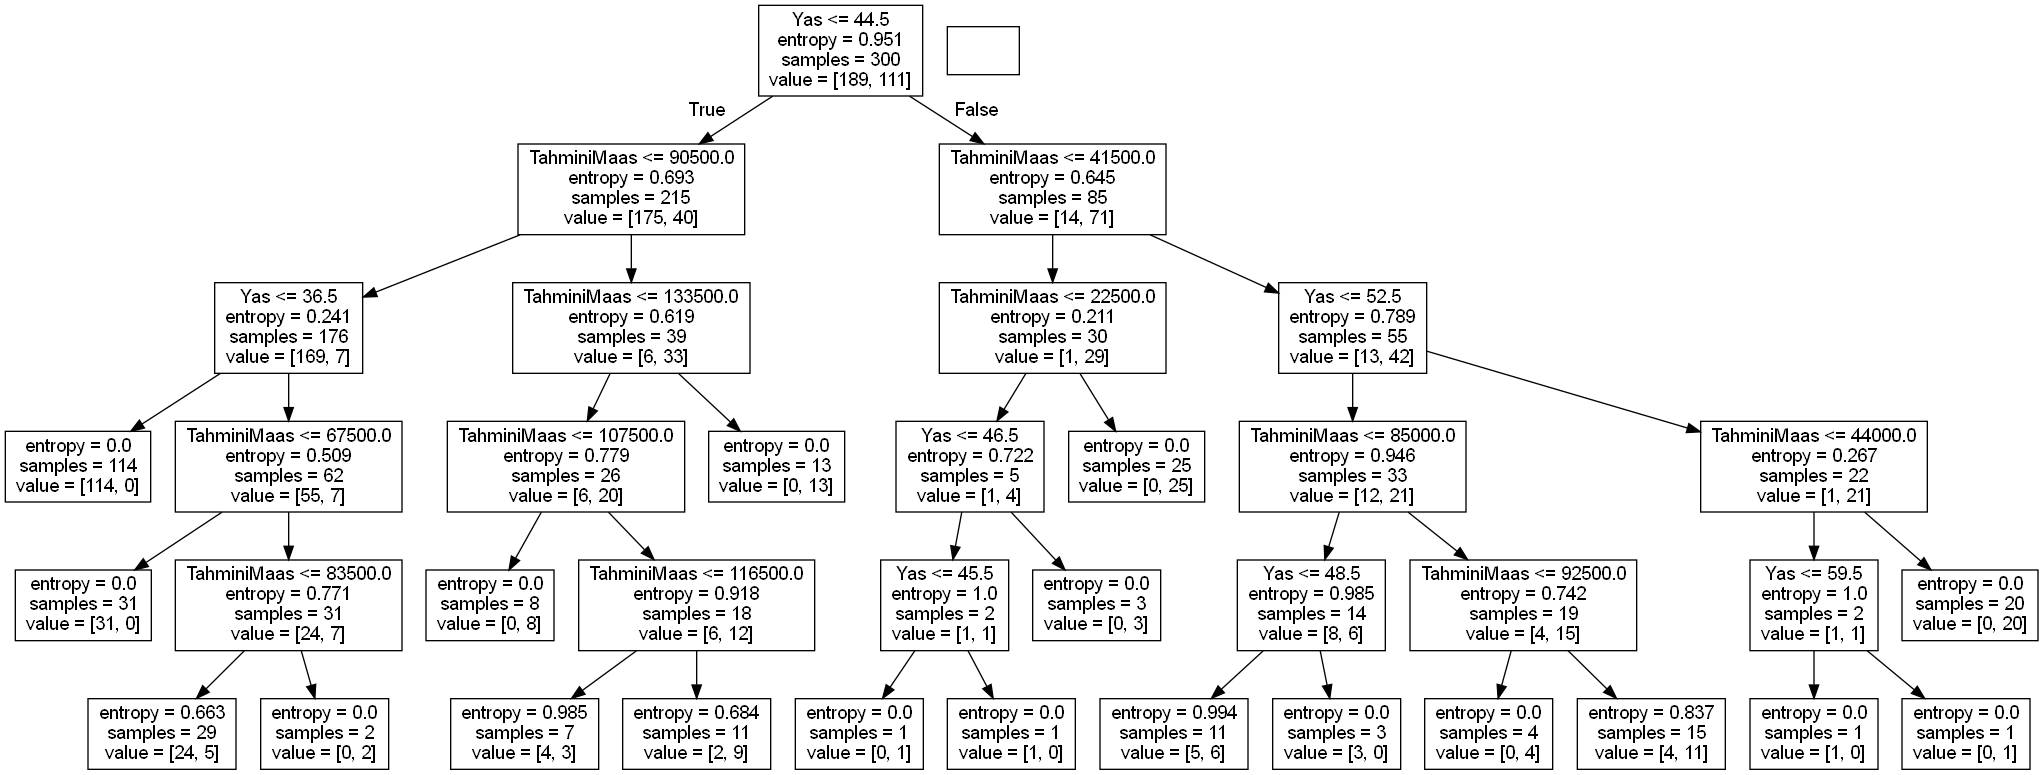 Yas <= 44.5
entropy = 0.951
samples = 300
value = [189, 111]
True
False
TahminiMaas <= 90500.0
entropy = 0.693
samples = 215
value = [175, 40]
TahminiMaas <= 41500.0
entropy = 0.645
samples = 85
value = [14, 71]
Yas <= 36.5
entropy = 0.241
samples = 176
value = [169, 7]
TahminiMaas <= 133500.0
entropy = 0.619
samples = 39
value = [6, 33]
TahminiMaas <= 22500.0
entropy = 0.211
samples = 30
value = [1, 29]
Yas <= 52.5
entropy = 0.789
samples = 55
value = [13, 42]
entropy = 0.0
samples = 114
value = [114, 0]
TahminiMaas <= 67500.0
entropy = 0.509
samples = 62
value = [55, 7]
TahminiMaas <= 107500.0
entropy = 0.779
samples = 26
value = [6, 20]
entropy = 0.0
samples = 13
value = [0, 13]
Yas <= 46.5
entropy = 0.722
samples = 5
value = [1, 4]
entropy = 0.0
samples = 25
value = [0, 25]
TahminiMaas <= 85000.0
entropy = 0.946
samples = 33
value = [12, 21]
TahminiMaas <= 44000.0
entropy = 0.267
samples = 22
value = [1, 21]
entropy = 0.0
samples = 31
value = [31, 0]
TahminiMaas <= 83500.0
entropy = 0.771
samples = 31
value = [24, 7]
entropy = 0.0
samples = 8
value = [0, 8]
TahminiMaas <= 116500.0
entropy = 0.918
samples = 18
value = [6, 12]
Yas <= 45.5
entropy = 1.0
samples = 2
value = [1, 1]
entropy = 0.0
samples = 3
value = [0, 3]
Yas <= 48.5
entropy = 0.985
samples = 14
value = [8, 6]
TahminiMaas <= 92500.0
entropy = 0.742
samples = 19
value = [4, 15]
Yas <= 59.5
entropy = 1.0
samples = 2
value = [1, 1]
entropy = 0.0
samples = 20
value = [0, 20]
entropy = 0.663
samples = 29
value = [24, 5]
entropy = 0.0
samples = 2
value = [0, 2]
entropy = 0.985
samples = 7
value = [4, 3]
entropy = 0.684
samples = 11
value = [2, 9]
entropy = 0.0
samples = 1
value = [0, 1]
entropy = 0.0
samples = 1
value = [1, 0]
entropy = 0.994
samples = 11
value = [5, 6]
entropy = 0.0
samples = 3
value = [3, 0]
entropy = 0.0
samples = 4
value = [0, 4]
entropy = 0.837
samples = 15
value = [4, 11]
entropy = 0.0
samples = 1
value = [1, 0]
entropy = 0.0
samples = 1
value = [0, 1]